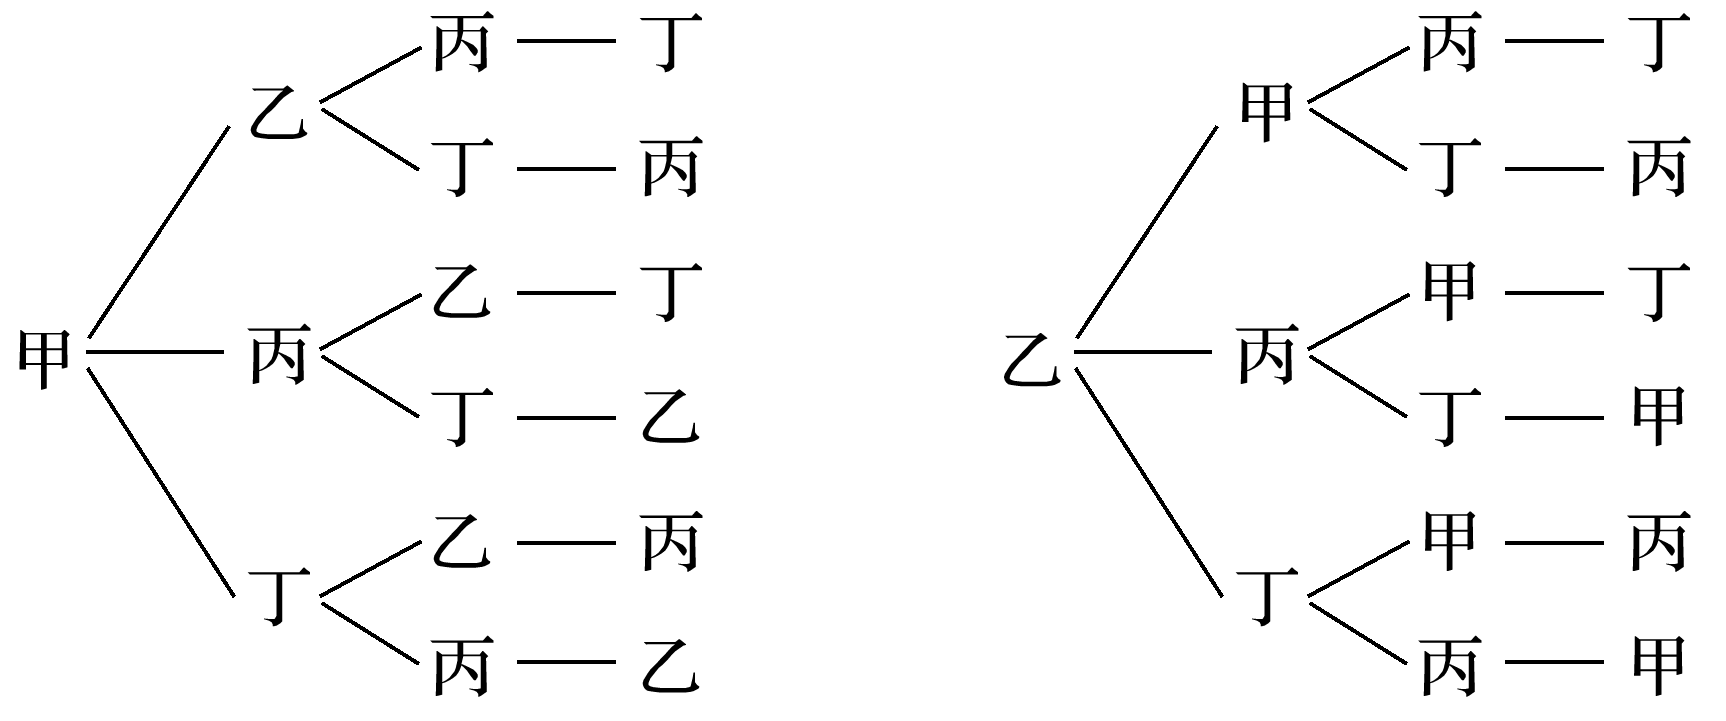 丙 丁 丙 丁
乙 甲
丁 丙 丁 丙
乙 丁 甲 丁
甲 丙 乙 丙
丁 乙 丁 甲
乙 丙 甲 丙
丁 丁
丙 乙 丙 甲